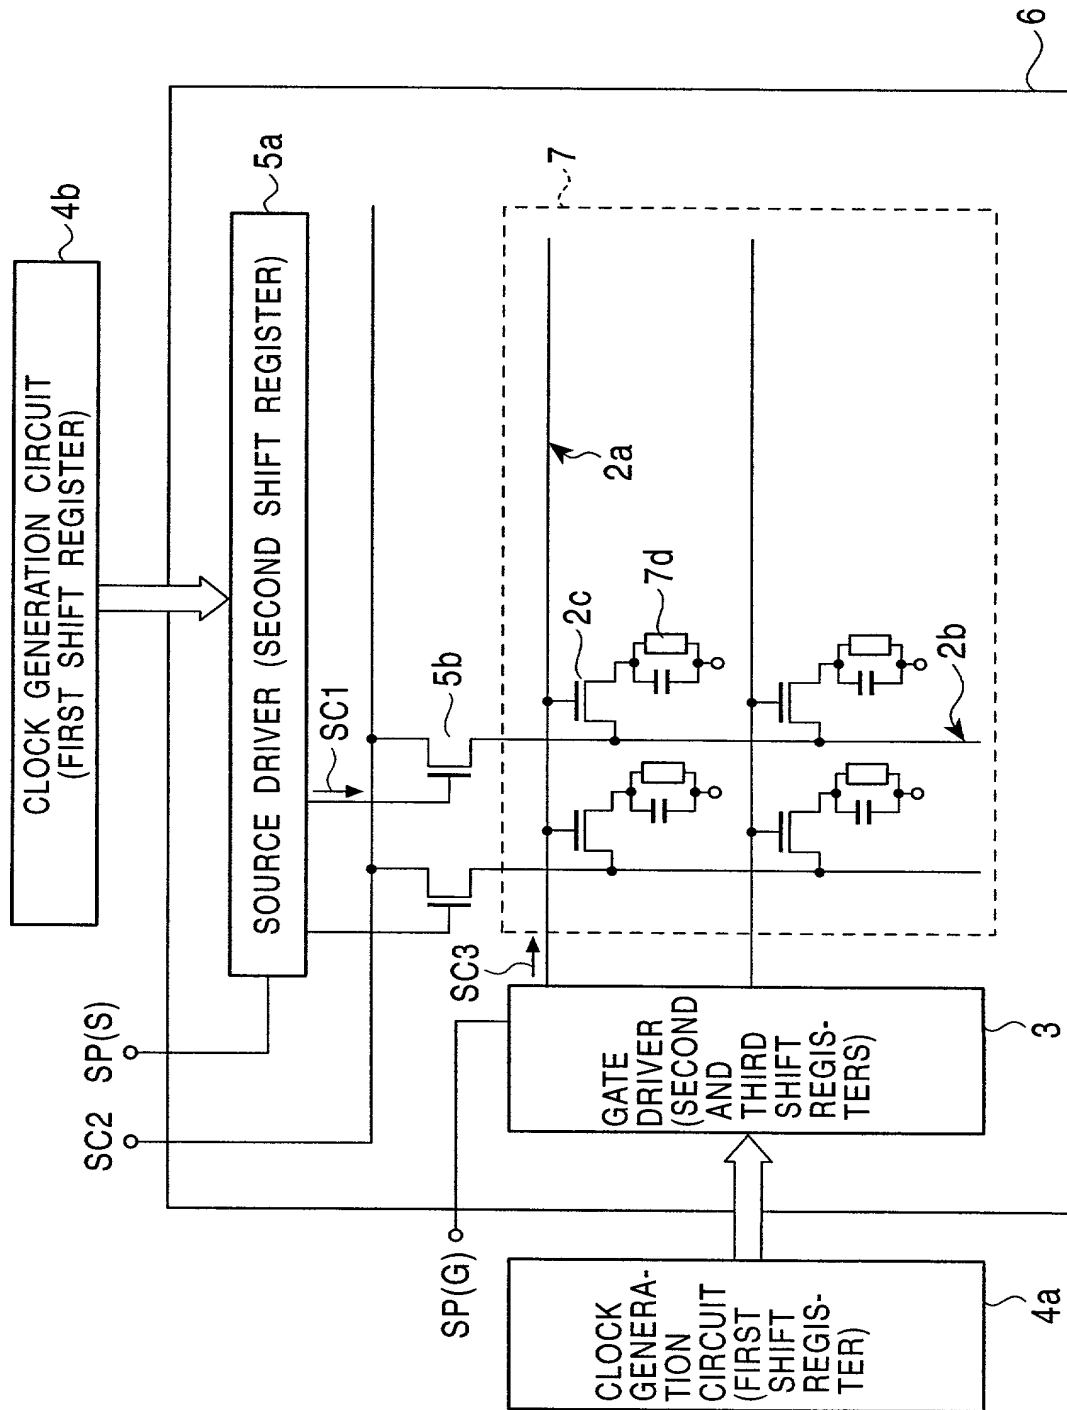 CLOCK GENERATION CIRCUIT
(FIRST SHIFT REGISTER)
4b
SOURCE DRIVER (SECOND SHIFT REGISTER)
5a
6
SP(S)
SC2
SC1
5b
7
2a
2c
7d
2b
SC3
SP(G)
GATE
DRIVER
(SECOND
AND
THIRD
SHIFT
REGIS-
TERS)
3
CLOCK
GENERA-
TION
CIRCUIT
(FIRST
SHIFT
REGIS-
TER)
4a